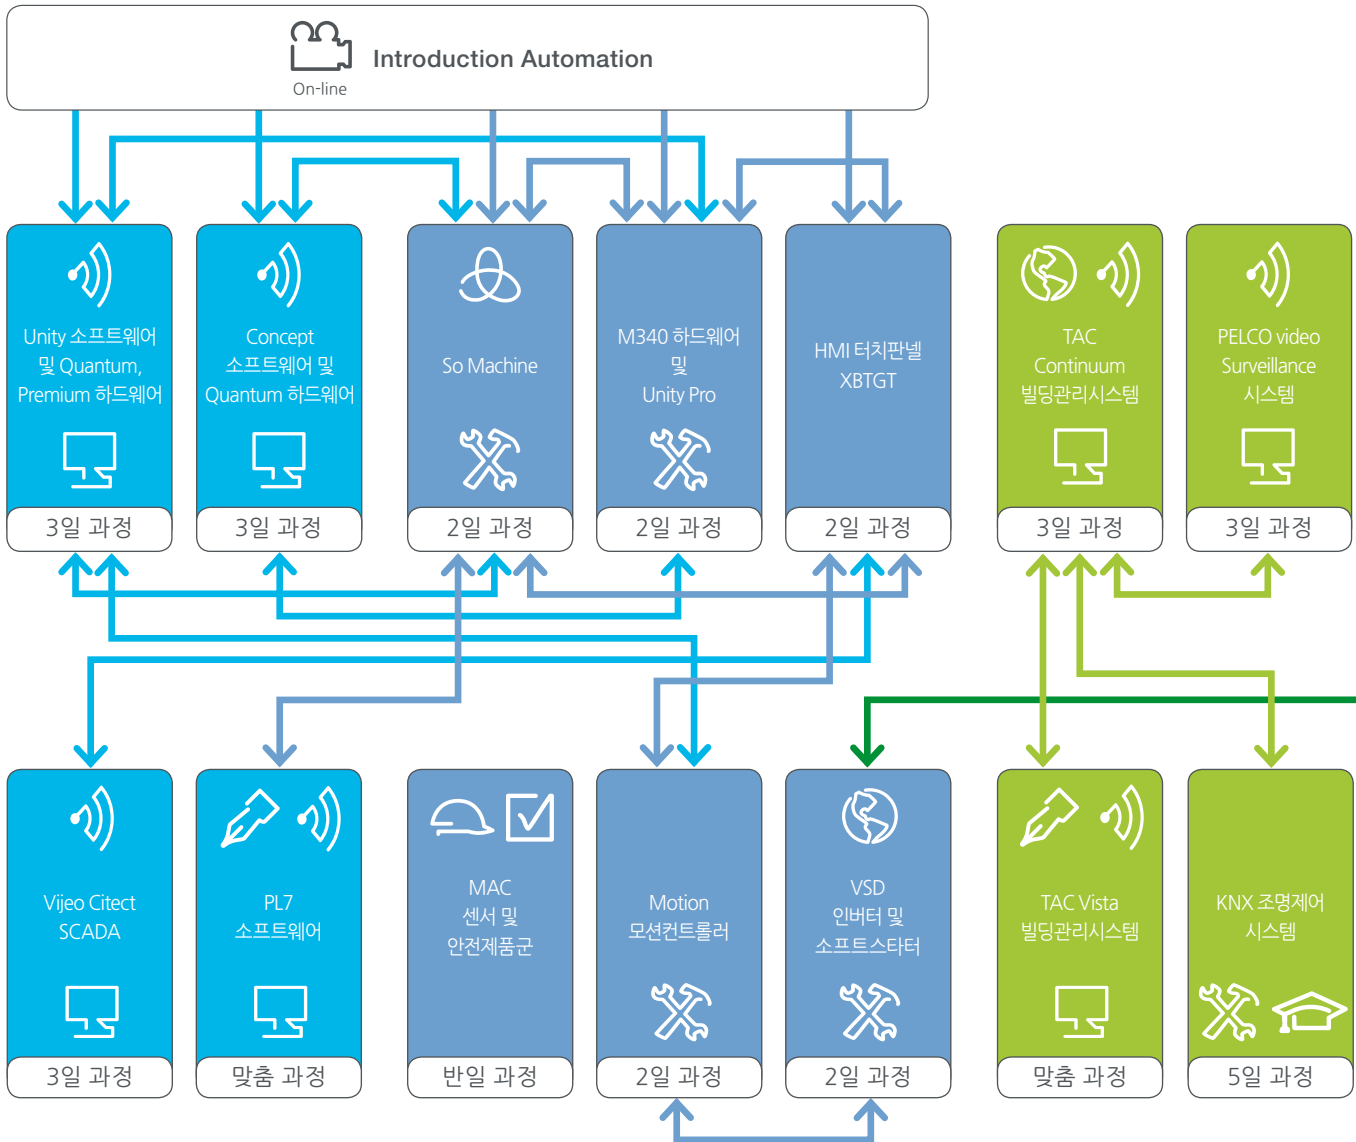 Introduction Automation
On-line
Unity 소프트웨어
및 Quantum,
Premium 하드웨어
3일 과정
Concept
소프트웨어 및
Quantum 하드웨어
3일 과정
So Machine
2일 과정
M340 하드웨어
및
Unity Pro
2일 과정
HMI 터치판넬
XBTGT
2일 과정
TAC
Continuum
빌딩관리시스템
3일 과정
PELCO video
Surveillance
시스템
3일 과정
Vijeo Citect
SCADA
3일 과정
PL7
소프트웨어
맞춤 과정
MAC
센서 및
안전제품군
반일 과정
Motion
모션컨트롤러
2일 과정
VSD
인버터 및
소프트스타터
2일 과정
TAC Vista
빌딩관리시스템
맞춤 과정
KNX 조명제어
시스템
5일 과정